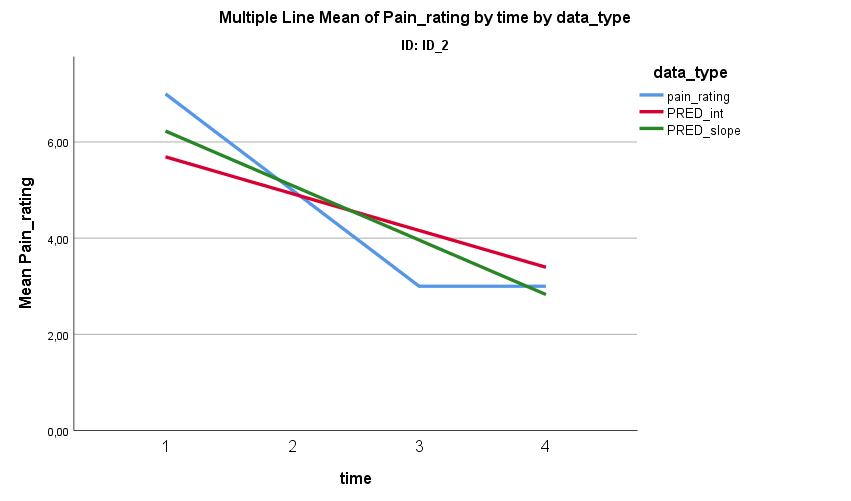 Multiple Line Mean of Pain_rating by time by data_type
ID: ID_2
data_type
pain_rating
PRED_int
PRED_slope
Mean Pain_rating
6,00
4,00
2,00
0,00
1 2 3 4
time